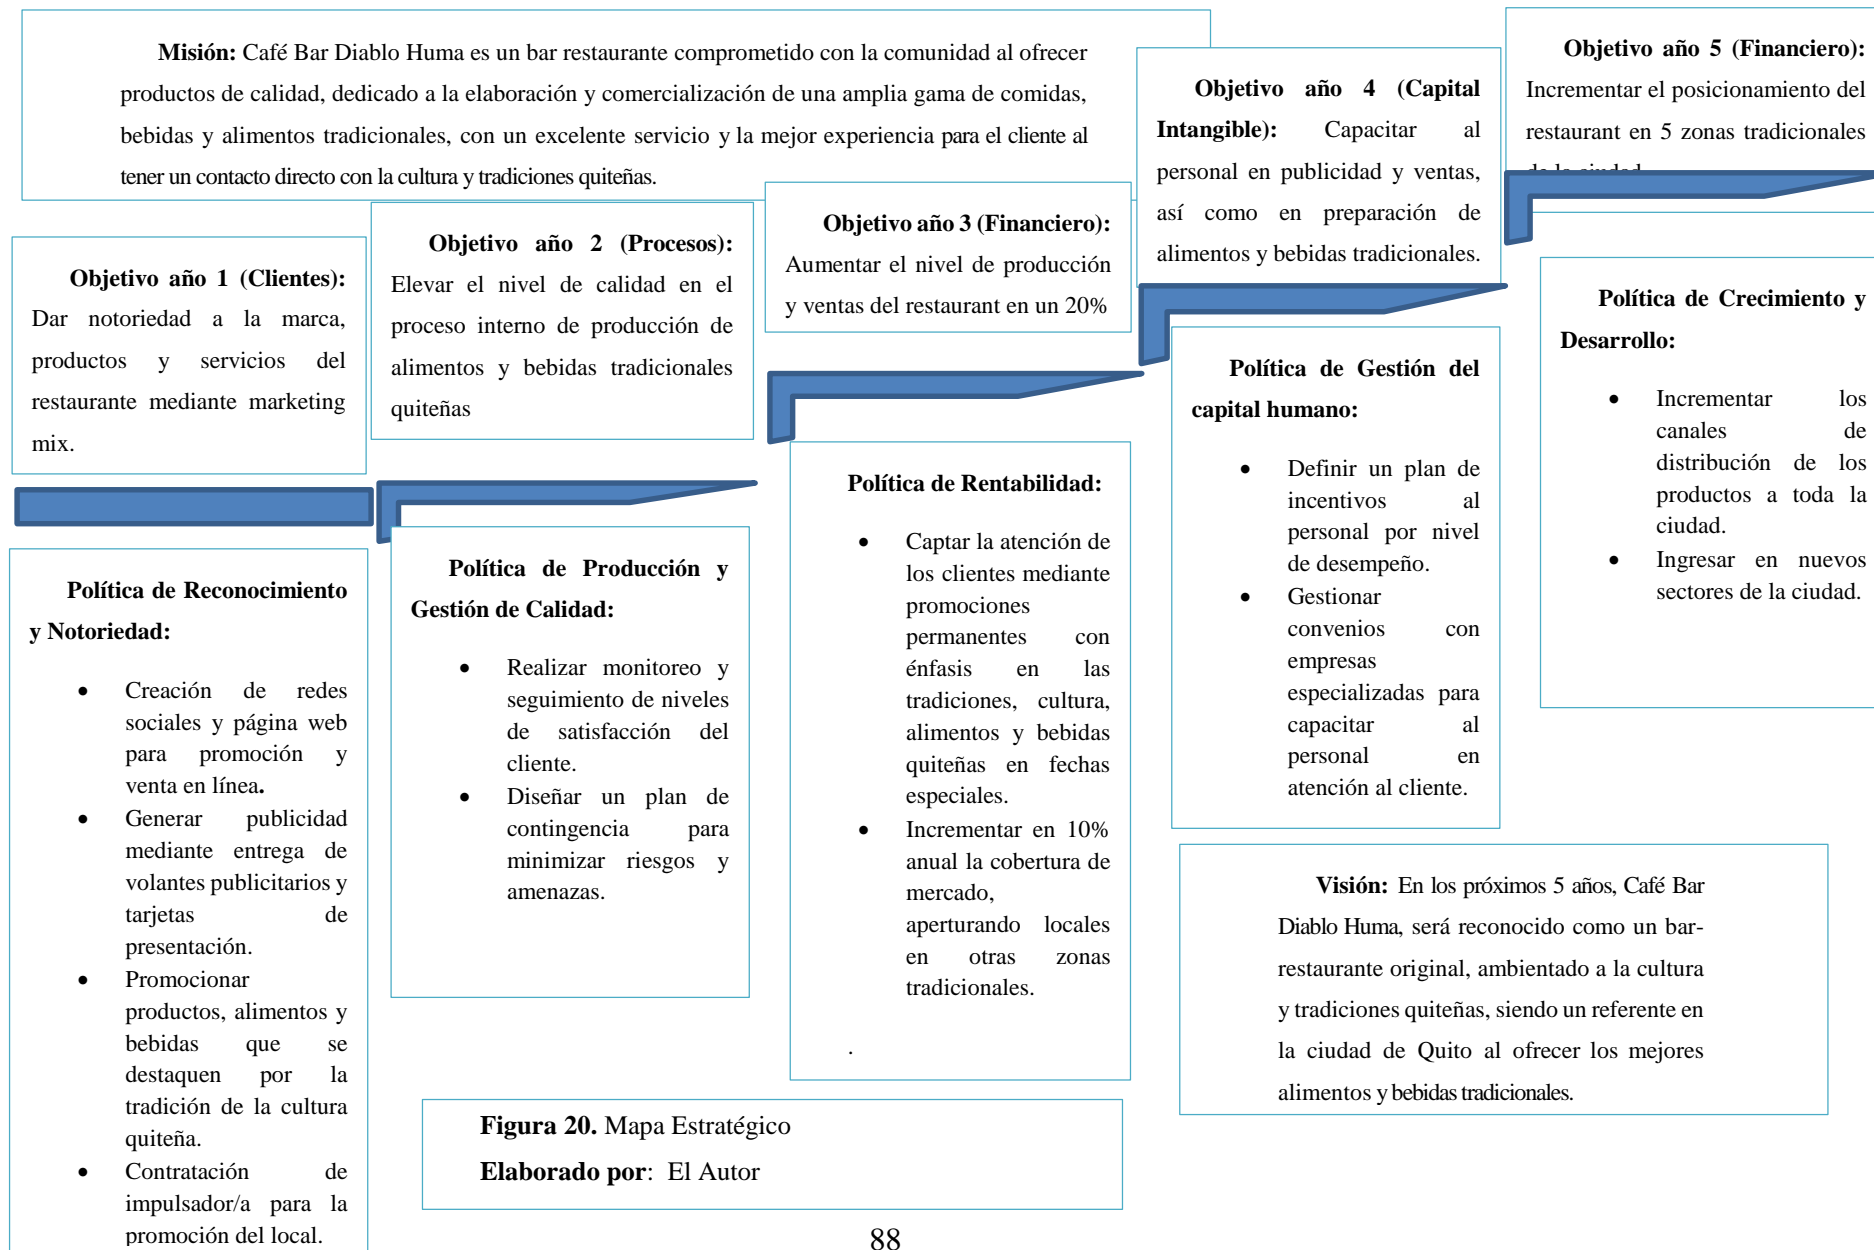 Misión: Café Bar Diablo Huma es un bar restaurante comprometido con la comunidad al ofrecer
productos de calidad, dedicado a la elaboración y comercialización de una amplia gama de comidas,
bebidas y alimentos tradicionales, con un excelente servicio y la mejor experiencia para el cliente al
tener un contacto directo con la cultura y tradiciones quiteñas.
Objetivo año 1 (Clientes):
Dar notoriedad a la marca,
productos y servicios del
restaurante mediante marketing
mix.
Objetivo año 2 (Procesos):
Elevar el nivel de calidad en el
proceso interno de producción de
alimentos y bebidas tradicionales
quiteñas
Objetivo año 3 (Financiero):
Aumentar el nivel de producción
y ventas del restaurant en un 20%
Objetivo año 4 (Capital
Intangible): Capacitar al
personal en publicidad y ventas,
así como en preparación de
alimentos y bebidas tradicionales.
Objetivo año 5 (Financiero):
Incrementar el posicionamiento del
restaurant en 5 zonas tradicionales
de la ciudad
Política de Reconocimiento
y Notoriedad:
• Creación de redes
sociales y página web
para promoción y
venta en línea.
• Generar publicidad
mediante entrega de
volantes publicitarios y
tarjetas de
presentación.
• Promocionar
productos, alimentos y
bebidas que se
destaquen por la
tradición de la cultura
quiteña.
• Contratación de
impulsador/a para la
promoción del local.
Política de Producción y
Gestión de Calidad:
• Realizar monitoreo y
seguimiento de niveles
de satisfacción del
cliente.
• Diseñar un plan de
contingencia para
minimizar riesgos y
amenazas.
Política de Rentabilidad:
• Captar la atención de
los clientes mediante
promociones
permanentes con
énfasis en las
tradiciones, cultura,
alimentos y bebidas
quiteñas en fechas
especiales.
• Incrementar en 10%
anual la cobertura de
mercado,
aperturando locales
en otras zonas
tradicionales.
.
Política de Gestión del
capital humano:
• Definir un plan de
incentivos al
personal por nivel
de desempeño.
• Gestionar
convenios con
empresas
especializadas para
capacitar al
personal en
atención al cliente.
Política de Crecimiento y
Desarrollo:
• Incrementar los
canales de
distribución de los
productos a toda la
ciudad.
• Ingresar en nuevos
sectores de la ciudad.
Visión: En los próximos 5 años, Café Bar
Diablo Huma, será reconocido como un bar-
restaurante original, ambientado a la cultura
y tradiciones quiteñas, siendo un referente en
la ciudad de Quito al ofrecer los mejores
alimentos y bebidas tradicionales.
Figura 20. Mapa Estratégico
Elaborado por: El Autor
88